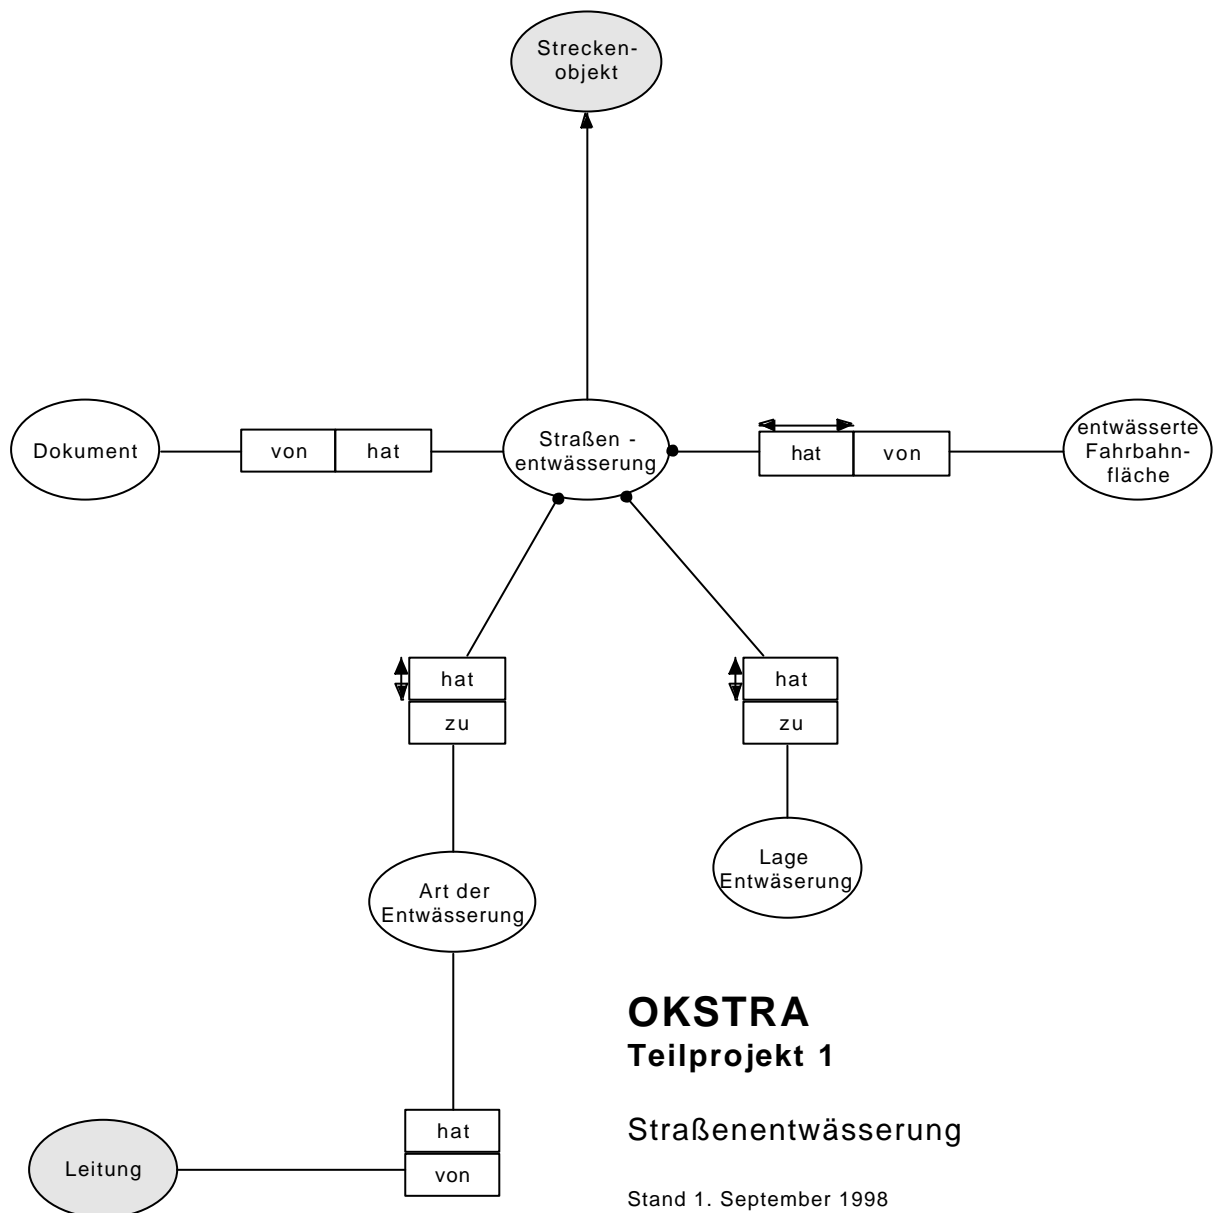 Strecken-
objekt
Dokument
von
hat
Straßen -
entwässerung
hat
von
entwässerte
Fahrbahn-
fläche
hat
zu
hat
zu
Lage
Entwäserung
Art der
Entwässerung
OKSTRA
Teilprojekt 1
Straßenentwässerung
hat
von
Leitung
Stand 1. September 1998